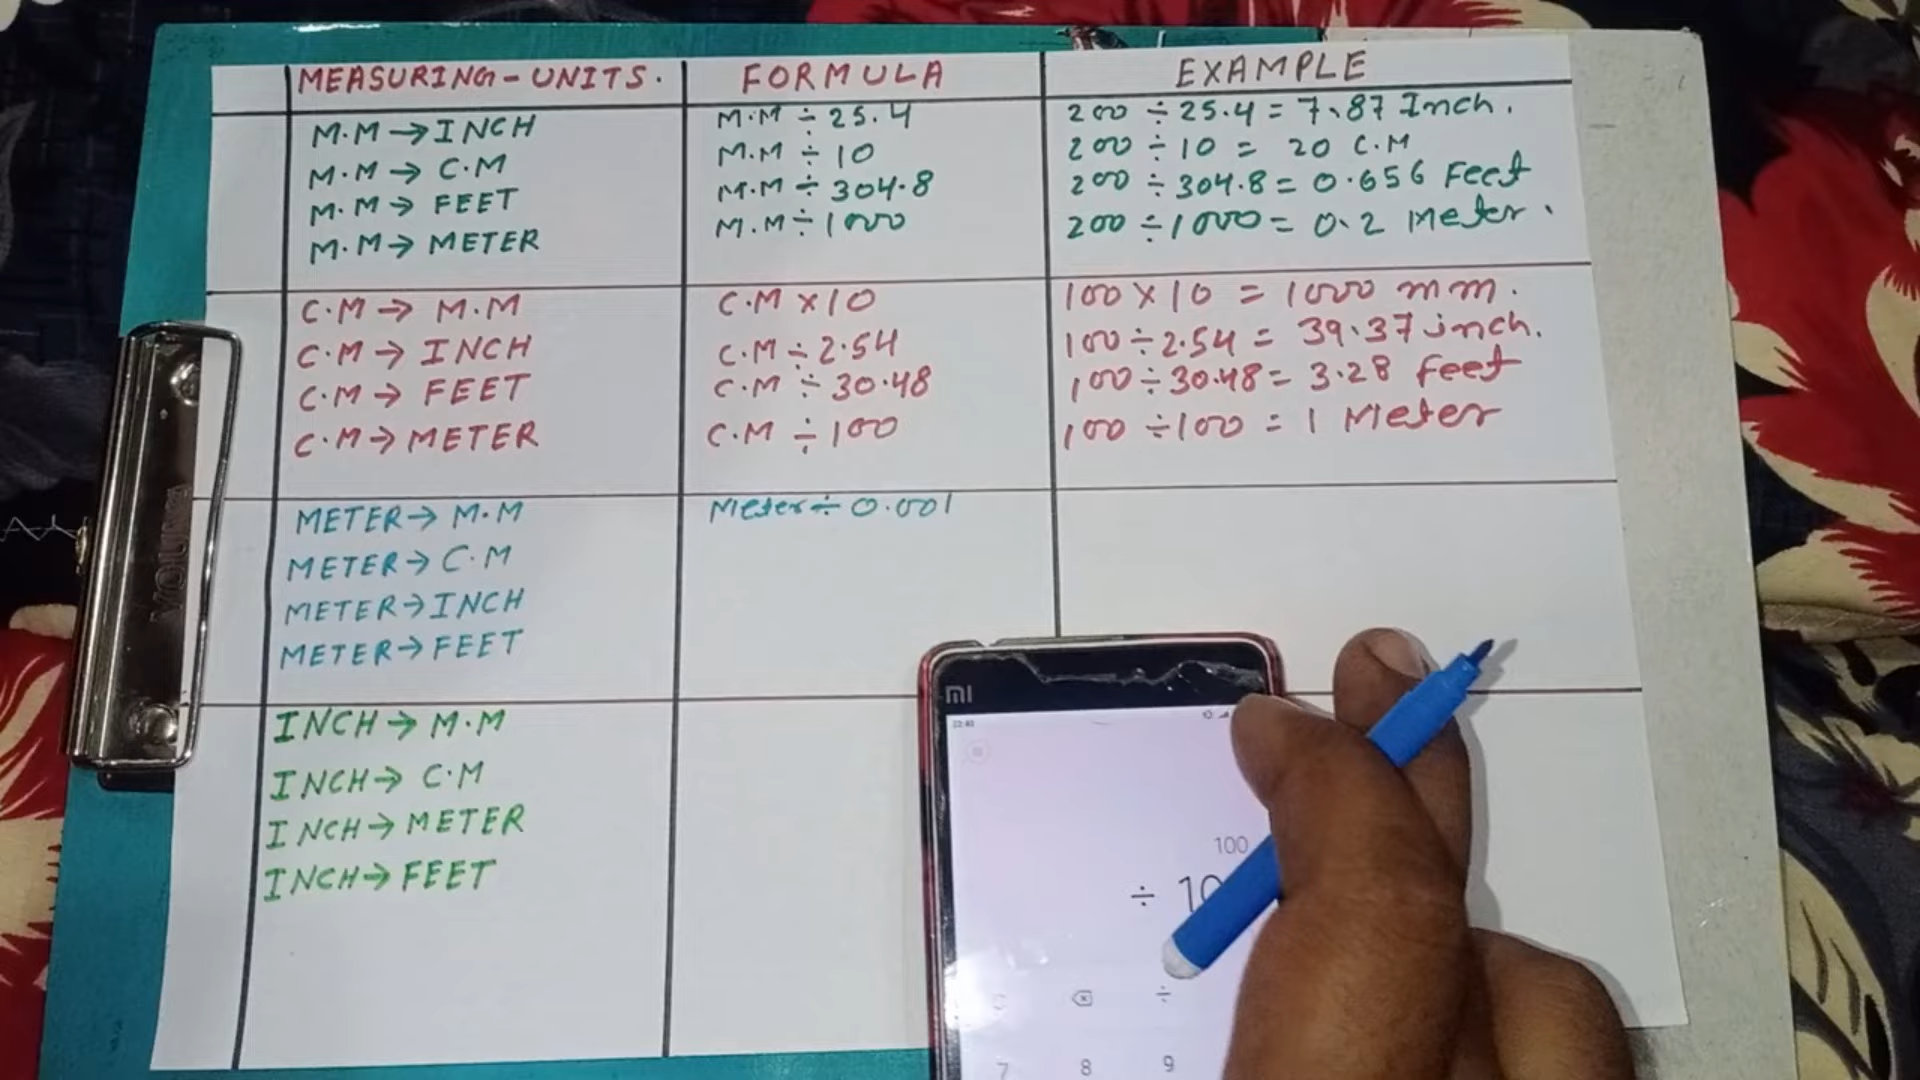 MEASURING-UNITS. FORMULA EXAMPLE
M.M → INCH M.M ÷ 25.4 200 ÷ 25.4 = 7.87 Inch.
M.M → C.M M.M ÷ 10 200 ÷ 10 = 20 C.M
M.M → FEET M.M ÷ 304.8 200 ÷ 304.8 = 0.656 Feet
M.M → METER M.M ÷ 1000 200 ÷ 1000 = 0.2 Meter.
C.M → M.M C.M × 10 100 × 10 = 1000 mm.
C.M → INCH C.M ÷ 2.54 100 ÷ 2.54 = 39.37 inch.
C.M → FEET C.M ÷ 30.48 100 ÷ 30.48 = 3.28 Feet
C.M → METER C.M ÷ 100 100 ÷ 100 = 1 Meter
METER → M.M Meter ÷ 0.001
METER → C.M
METER → INCH
METER → FEET
INCH → M.M
INCH → C.M
INCH → METER
INCH → FEET
YOUNG
MI
22:40
100
÷ 10
÷
7 8 9